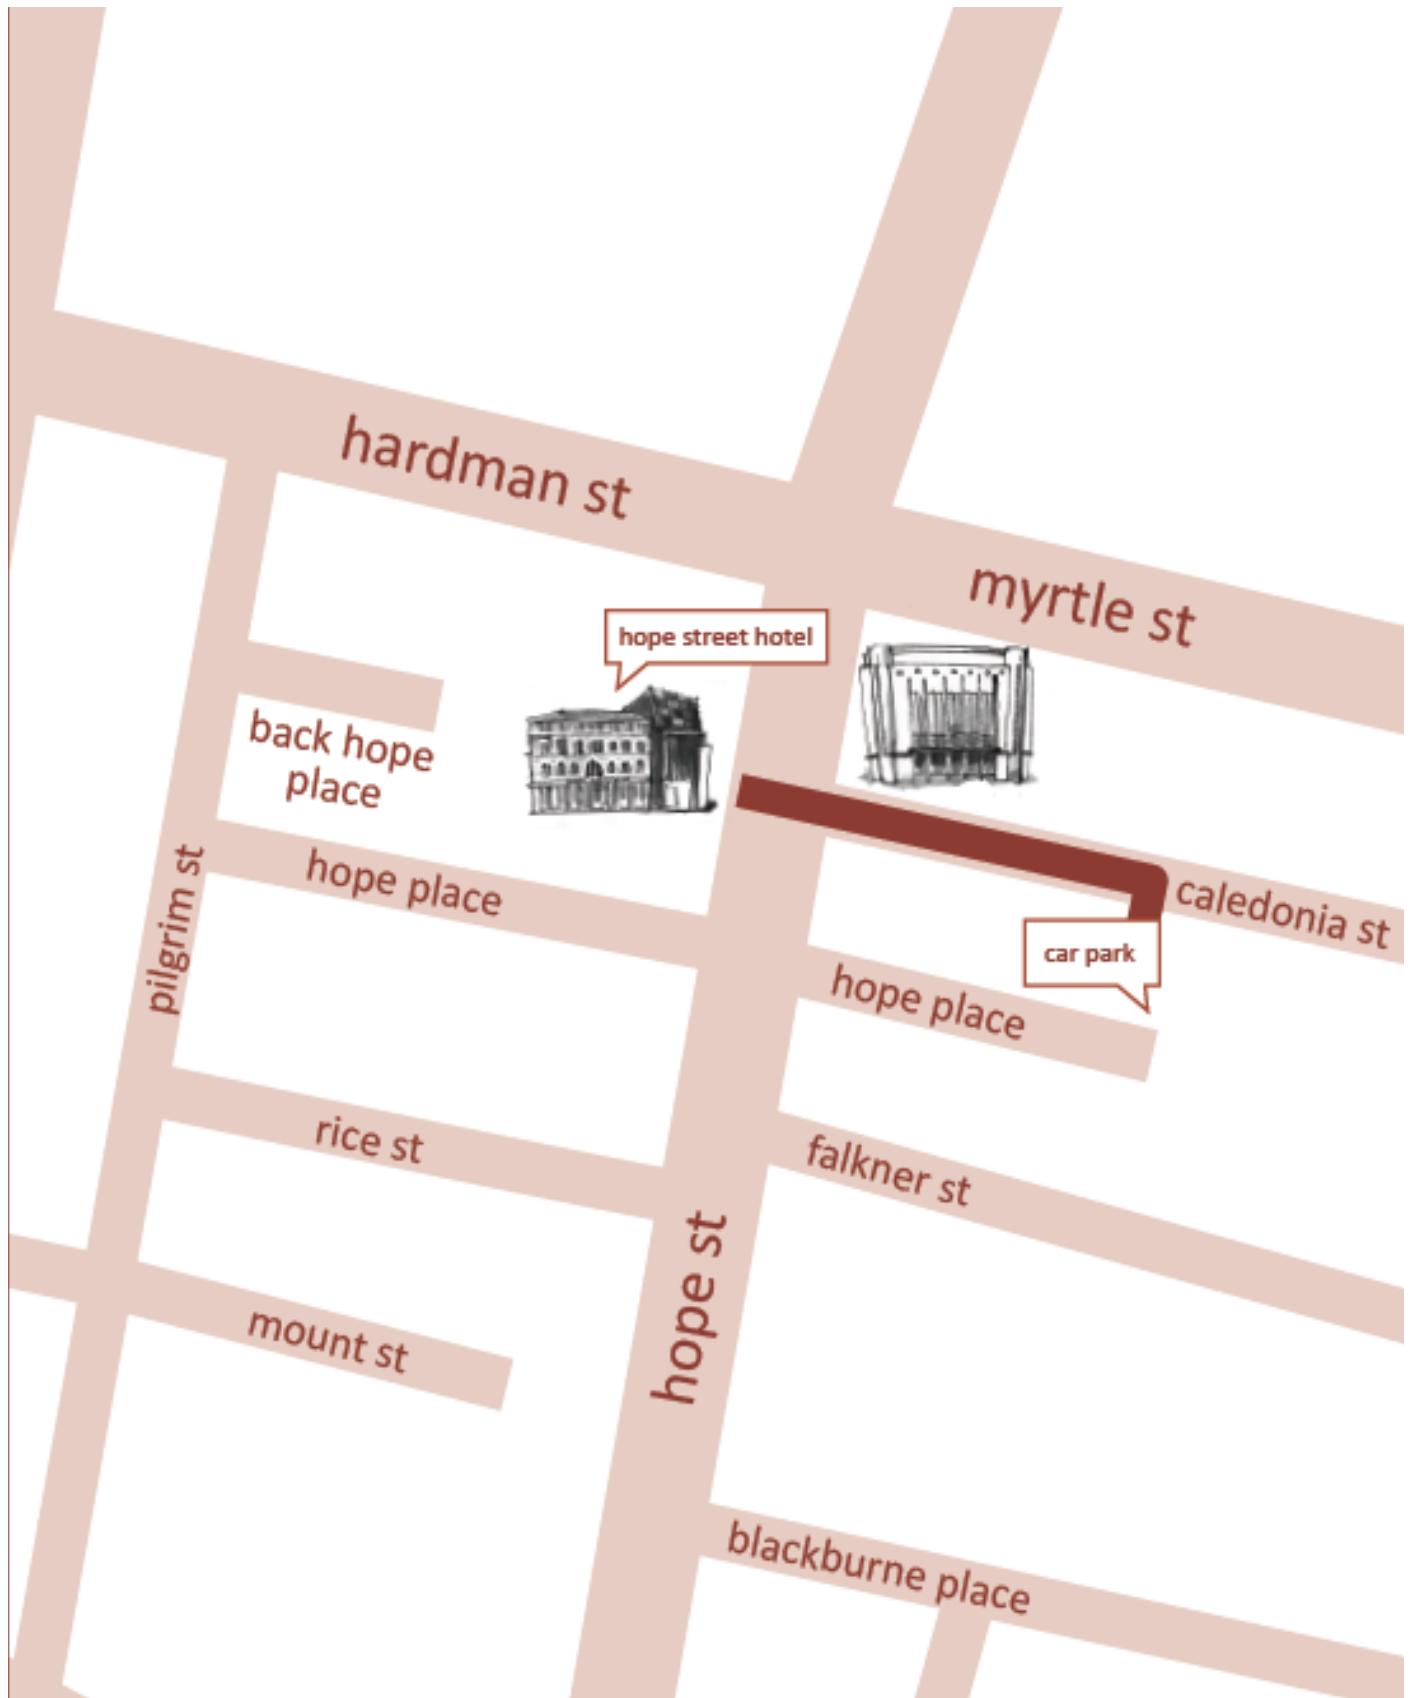 hardman st
myrtle st
hope street hotel
back hope
place
pilgrim st
hope place
caledonia st
car park
hope place
rice st
falkner st
hope st
mount st
blackburne place